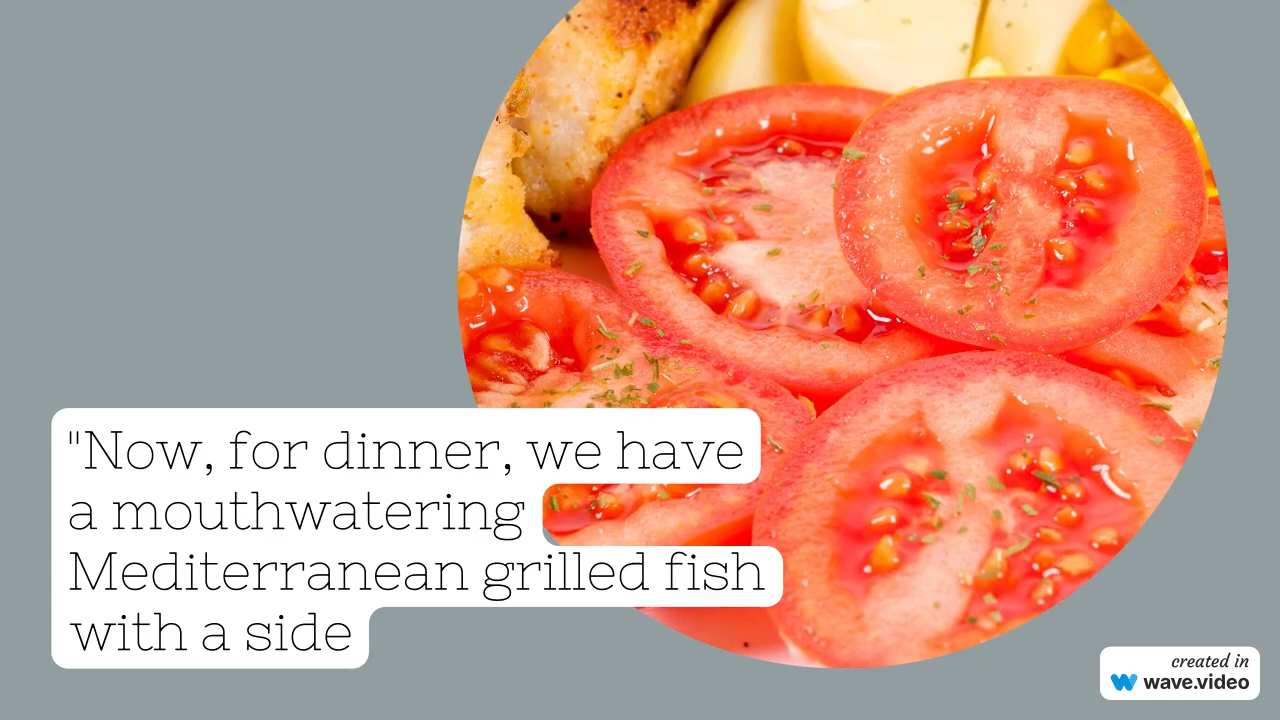 "Now, for dinner, we have
a mouthwatering
Mediterranean grilled fish
with a side
created in
wave.video